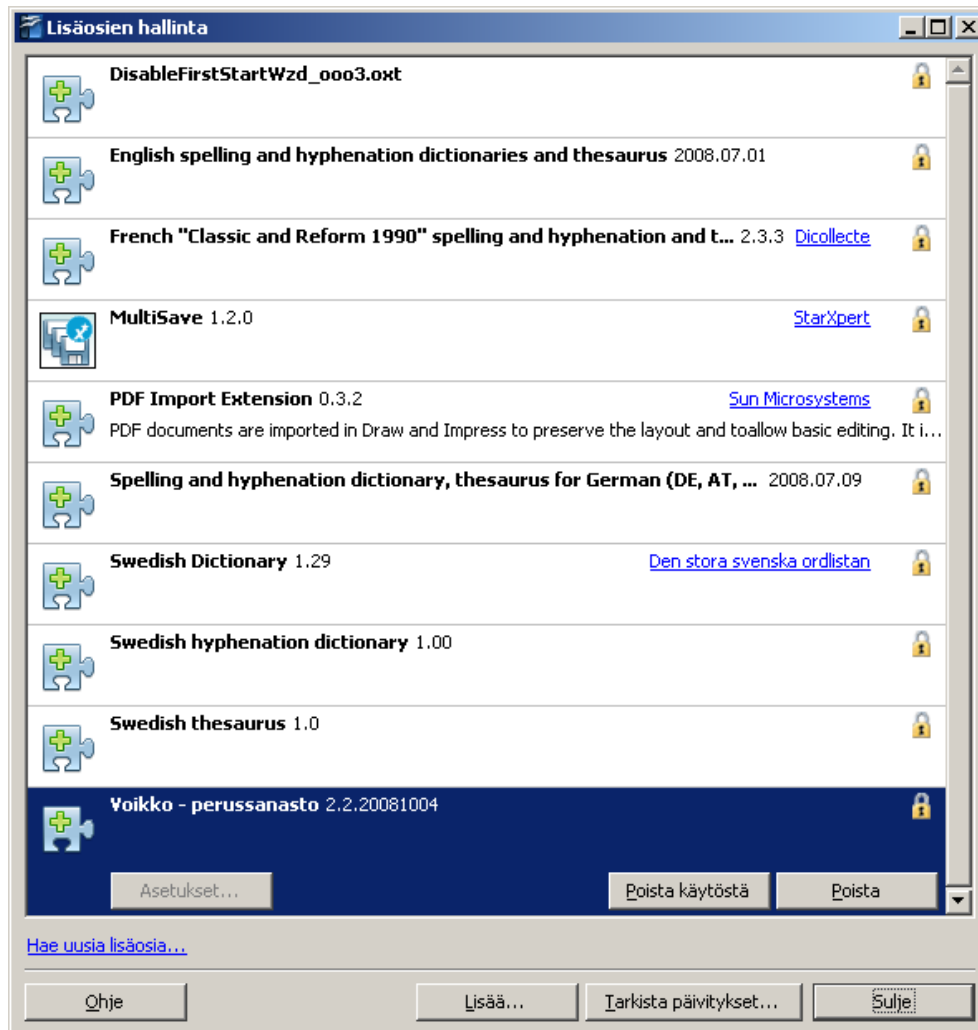 Lisäosien hallinta
DisableFirstStartWzd_ooo3.oxt
English spelling and hyphenation dictionaries and thesaurus 2008.07.01
French "Classic and Reform 1990" spelling and hyphenation and t... 2.3.3 Dicollecte
MultiSave 1.2.0 StarXpert
PDF Import Extension 0.3.2 Sun Microsystems
PDF documents are imported in Draw and Impress to preserve the layout and toallow basic editing. It i...
Spelling and hyphenation dictionary, thesaurus for German (DE, AT, ... 2008.07.09
Swedish Dictionary 1.29 Den stora svenska ordlistan
Swedish hyphenation dictionary 1.00
Swedish thesaurus 1.0
Voikko - perussanasto 2.2.20081004
Asetukset... Poista käytöstä Poista
Hae uusia lisäosia...
Ohje Lisää... Tarkista päivitykset... Sulje